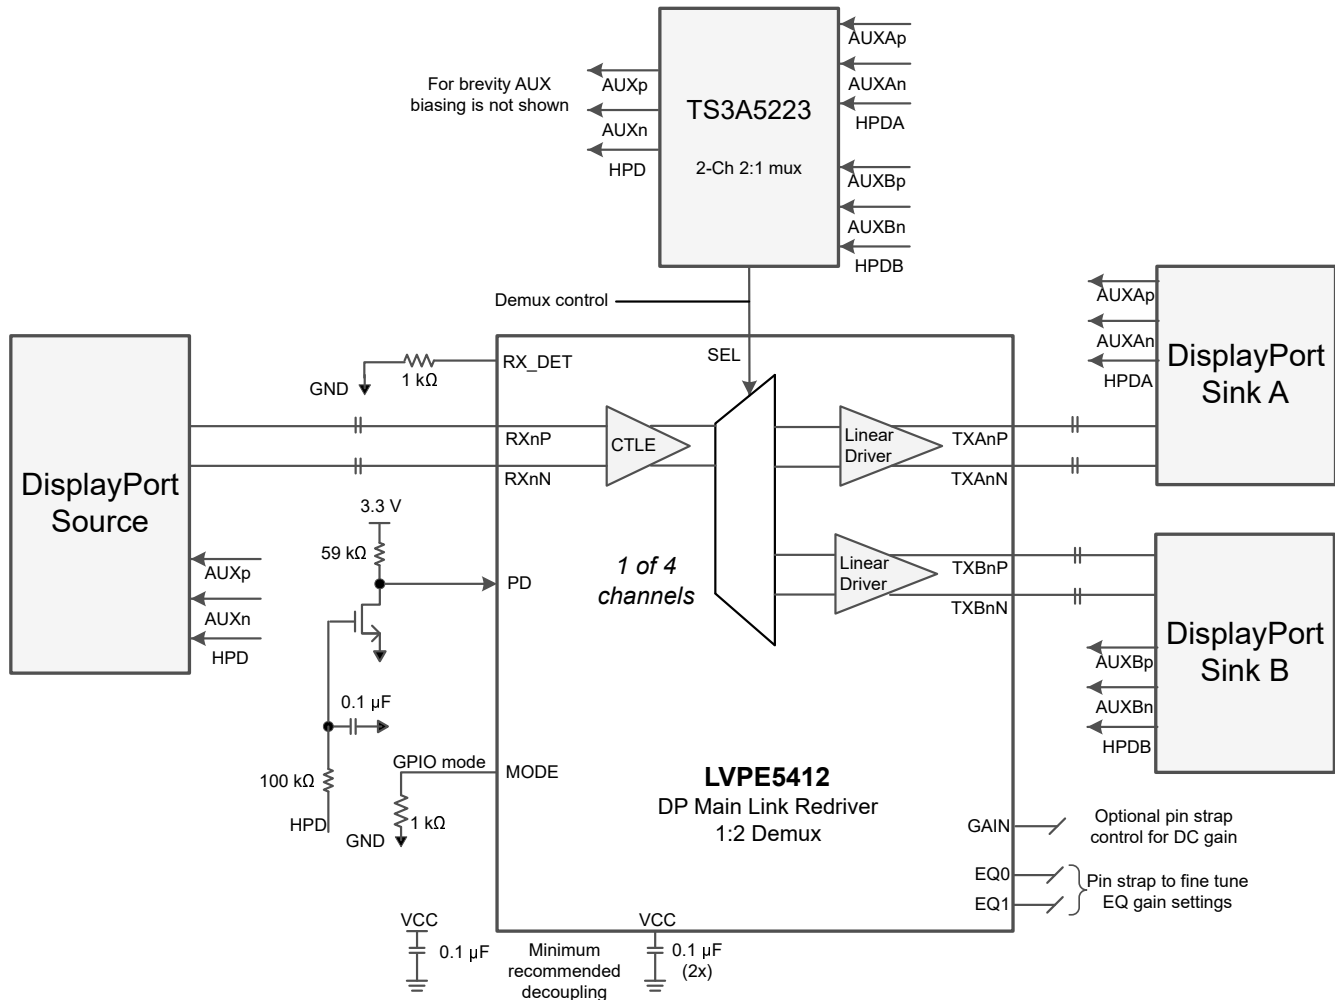 For brevity AUX
biasing is not shown
AUXp
AUXn
HPD
TS3A5223
2-Ch 2:1 mux
AUXAp
AUXAn
HPDA
AUXBp
AUXBn
HPDB
Demux control
SEL
RX_DET
1 kΩ
GND
DisplayPort
Source
AUXp
AUXn
HPD
RXnP
RXnN
CTLE
Linear
Driver
TXAnP
TXAnN
AUXAp
AUXAn
HPDA
DisplayPort
Sink A
3.3 V
59 kΩ
PD
1 of 4
channels
Linear
Driver
TXBnP
TXBnN
DisplayPort
Sink B
AUXBp
AUXBn
HPDB
0.1 µF
100 kΩ
HPD
GPIO mode
MODE
1 kΩ
GND
LVPE5412
DP Main Link Redriver
1:2 Demux
GAIN
Optional pin strap
control for DC gain
EQ0
EQ1
Pin strap to fine tune
EQ gain settings
VCC
0.1 µF
Minimum
recommended
decoupling
VCC
0.1 µF
(2x)